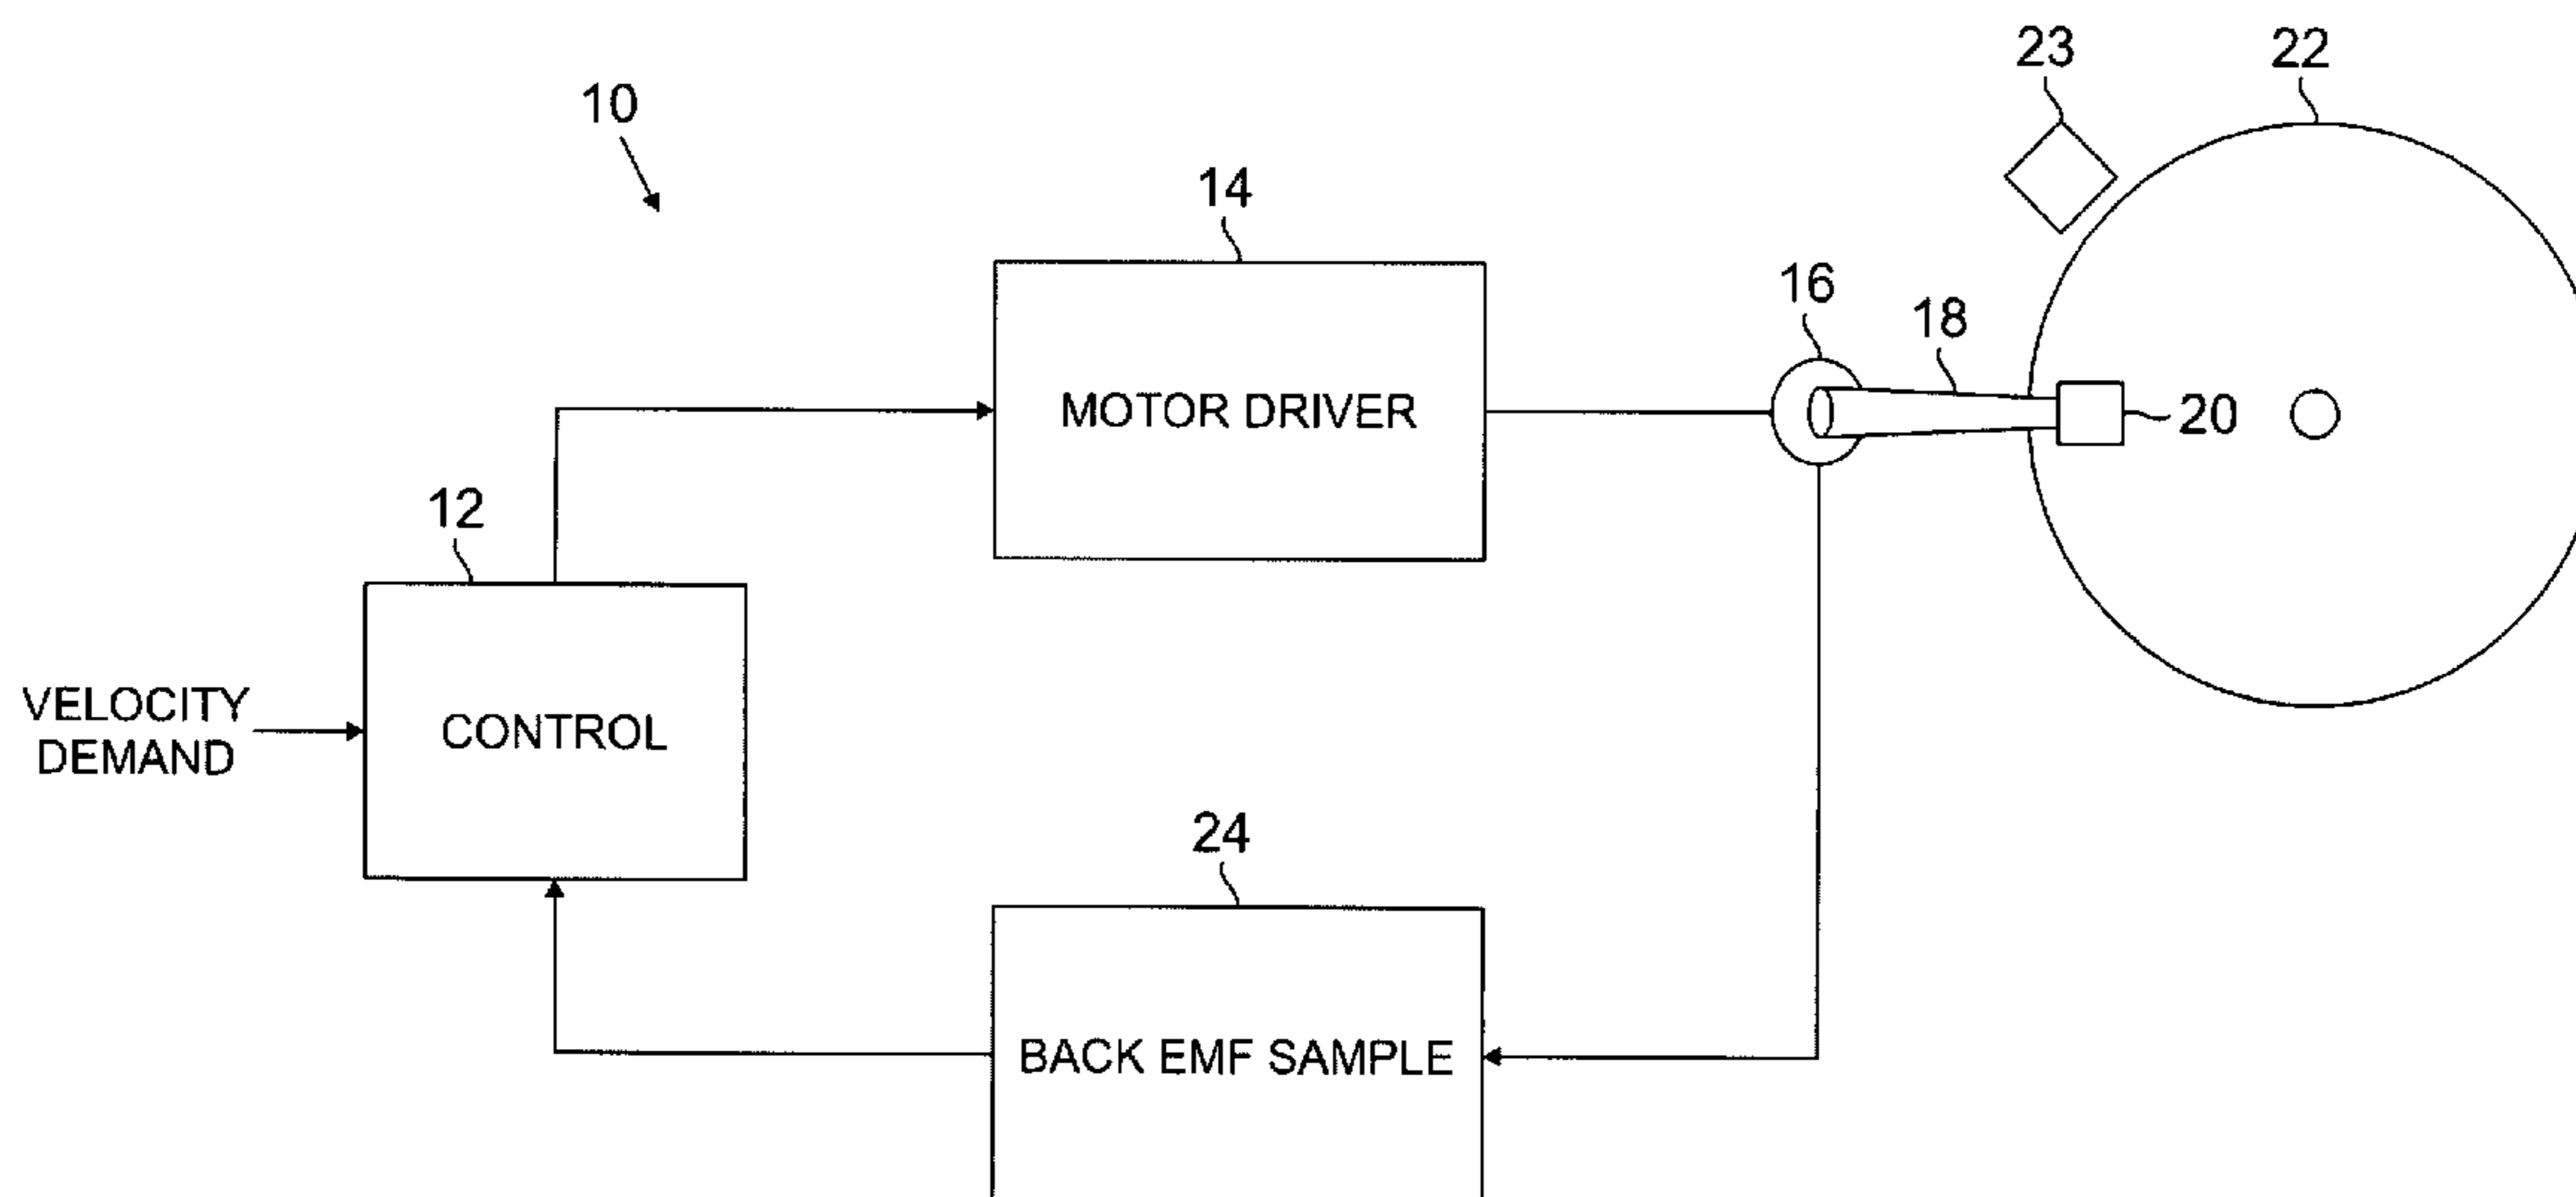 23
22
10
14
16
18
MOTOR DRIVER
20
12
VELOCITY
DEMAND
CONTROL
24
BACK EMF SAMPLE